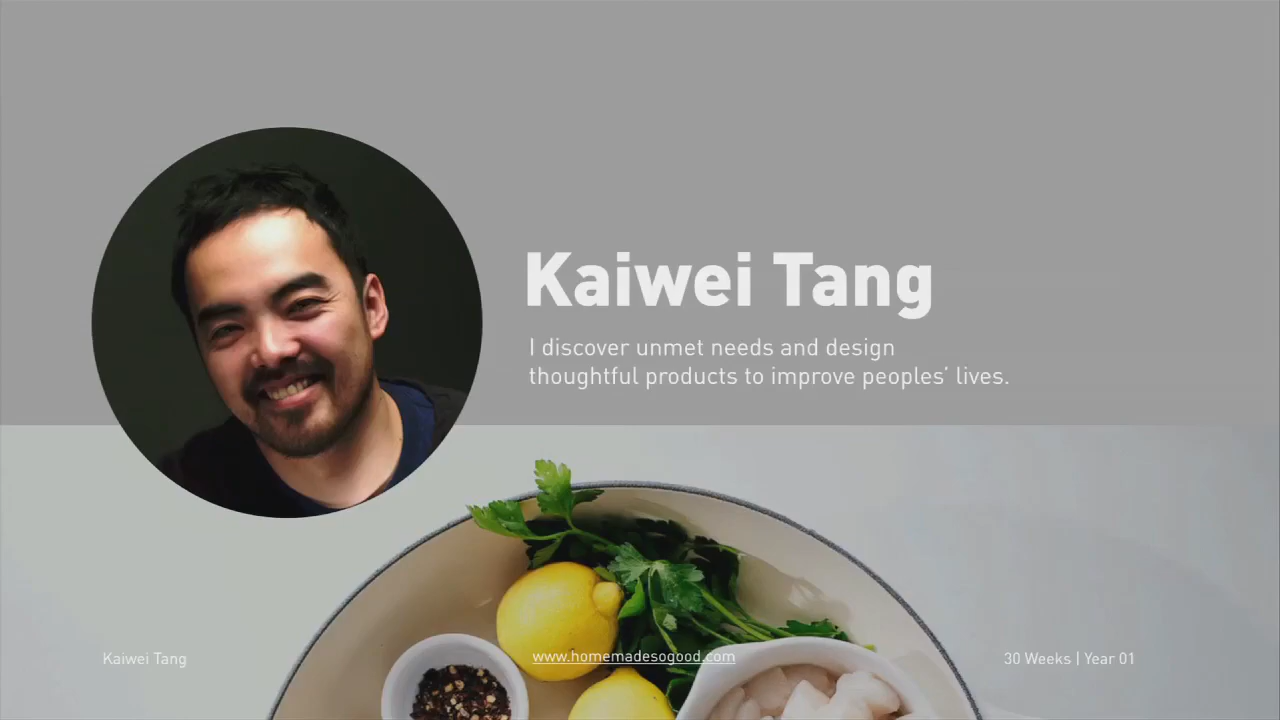 Kaiwei Tang
I discover unmet needs and design
thoughtful products to improve peoples’ lives.
Kaiwei Tang
www.homemadesogood.com
30 Weeks | Year 01